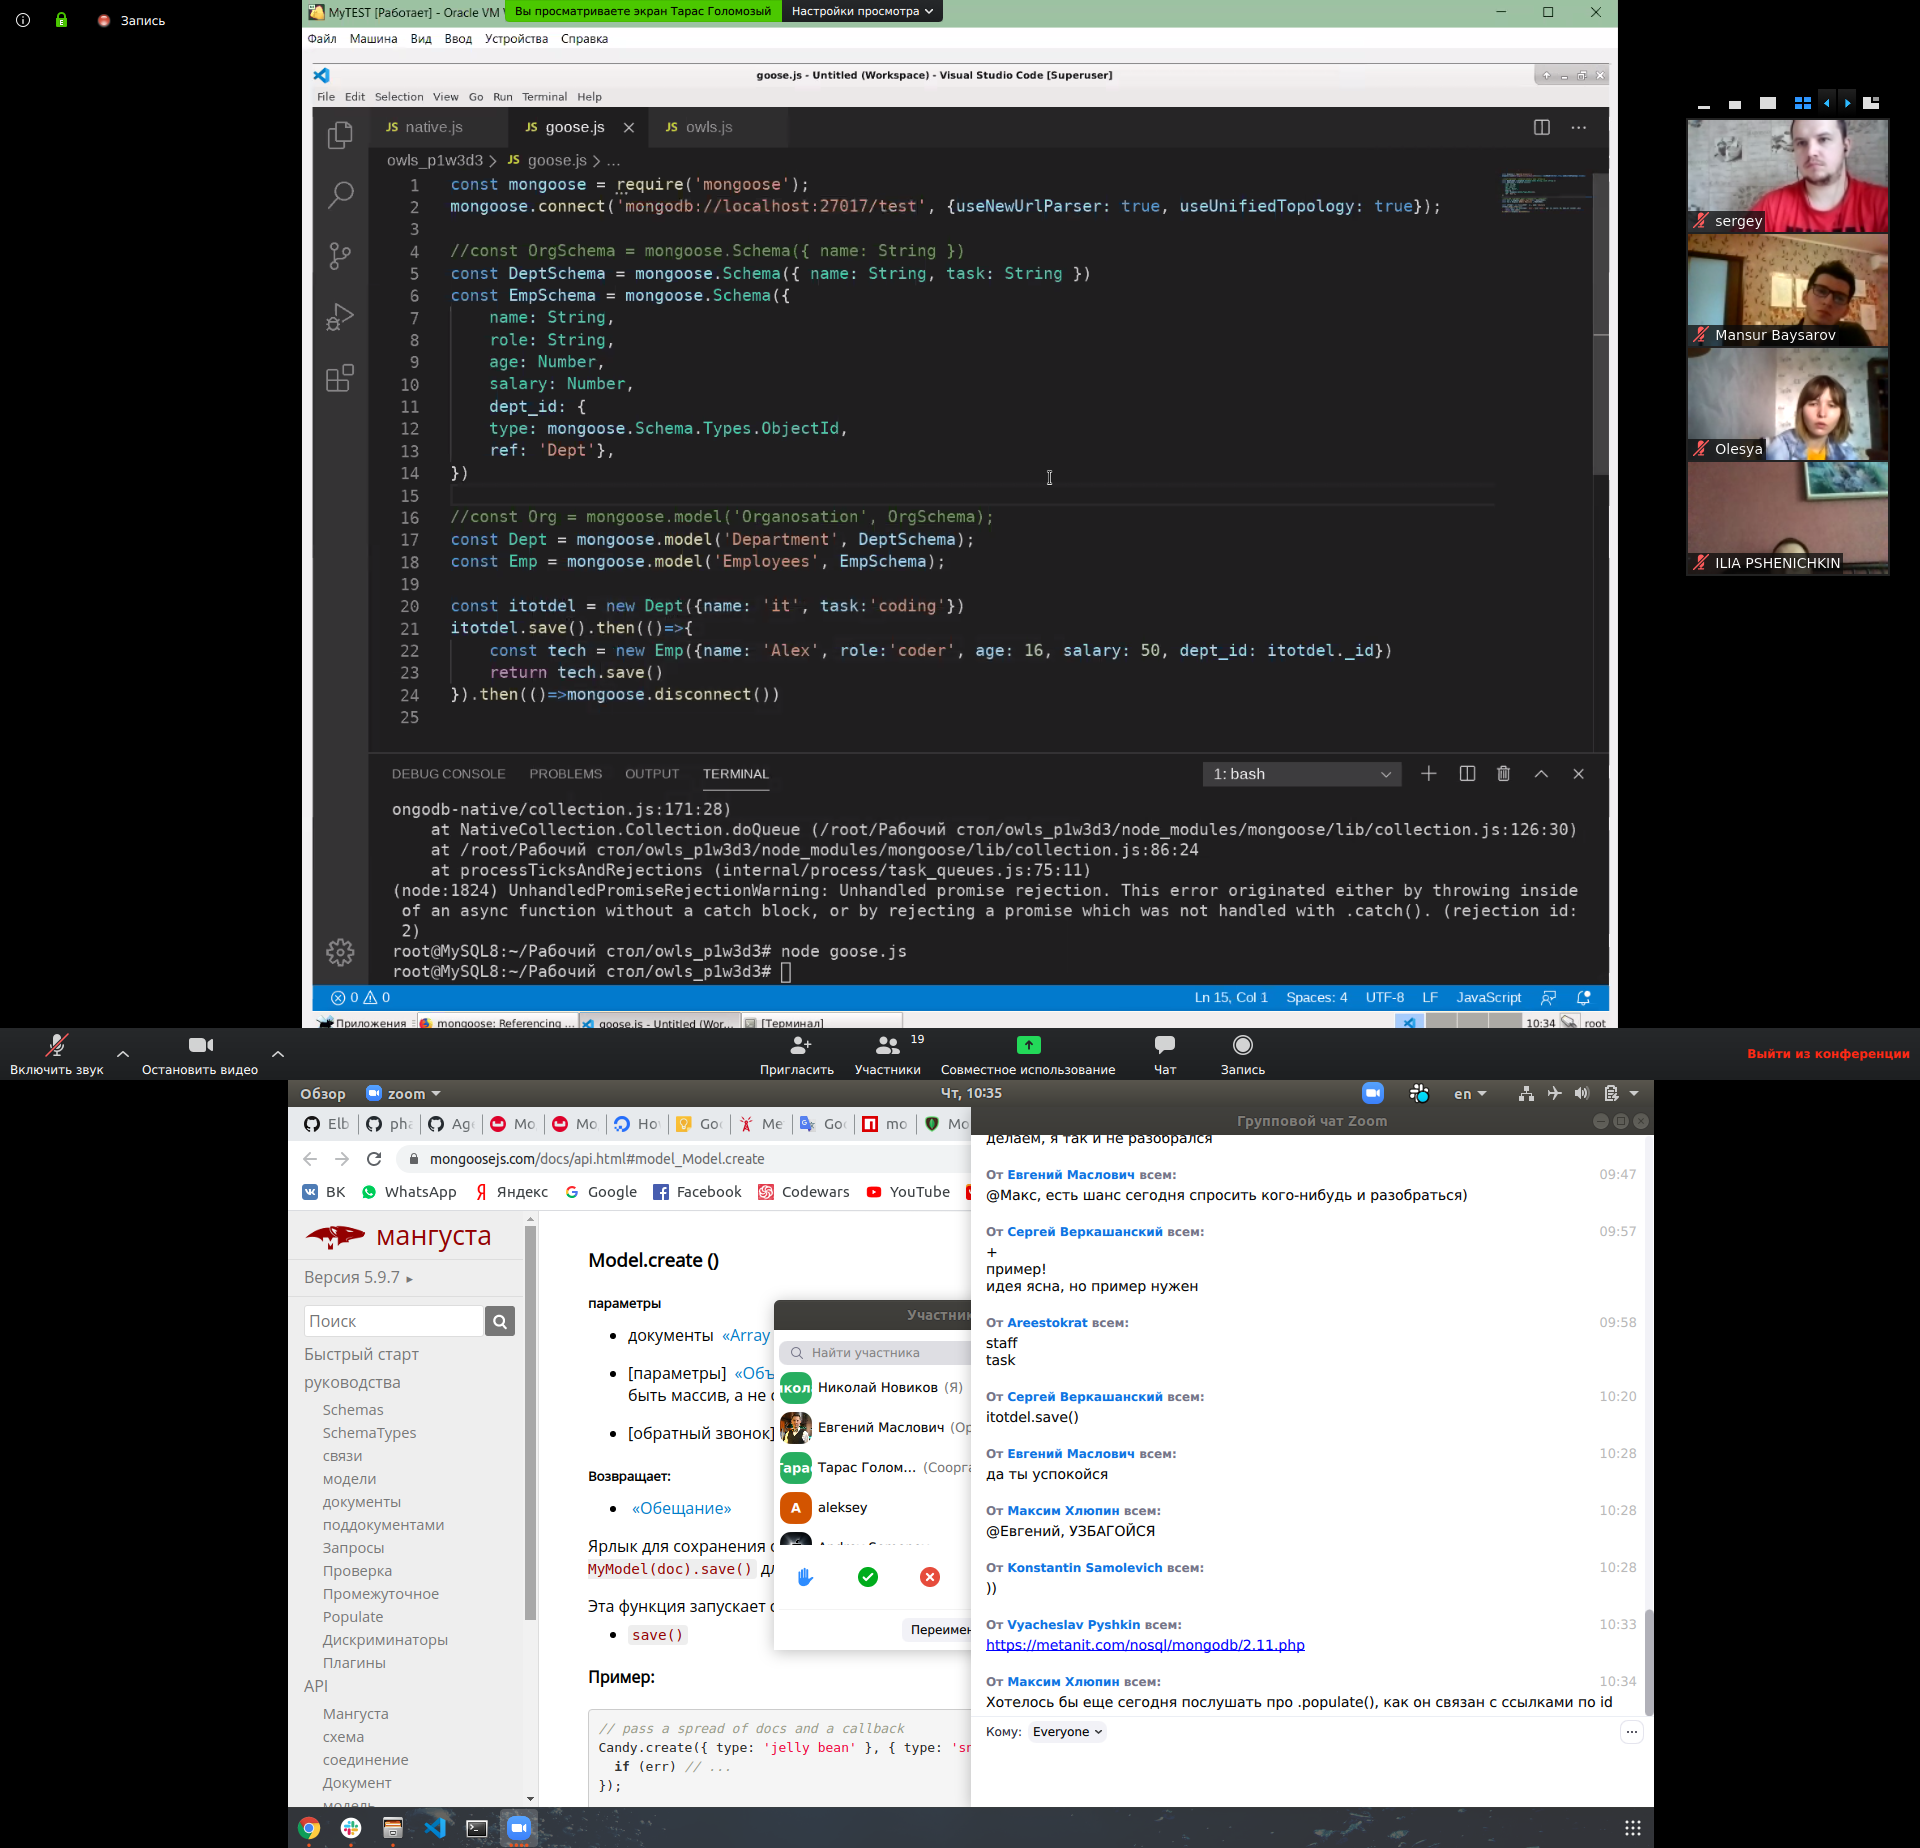 Запись
MyTEST [Работает] - Oracle VM V
Вы просматриваете экран Тарас Голомозый
Настройки просмотра
Файл Машина Вид Ввод Устройства Справка
goose.js - Untitled (Workspace) - Visual Studio Code [Superuser]
File Edit Selection View Go Run Terminal Help
JS native.js
JS goose.js
JS owls.js
owls_p1w3d3 > JS goose.js > ...
1 const mongoose = require('mongoose');
2 mongoose.connect('mongodb://localhost:27017/test', {useNewUrlParser: true, useUnifiedTopology: true});
3
4 //const OrgSchema = mongoose.Schema({ name: String })
5 const DeptSchema = mongoose.Schema({ name: String, task: String })
6 const EmpSchema = mongoose.Schema({
7 name: String,
8 role: String,
9 age: Number,
10 salary: Number,
11 dept_id: {
12 type: mongoose.Schema.Types.ObjectId,
13 ref: 'Dept'},
14 })
15
16 //const Org = mongoose.model('Organosation', OrgSchema);
17 const Dept = mongoose.model('Department', DeptSchema);
18 const Emp = mongoose.model('Employees', EmpSchema);
19
20 const itotdel = new Dept({name: 'it', task:'coding'})
21 itotdel.save().then(()=>{
22 const tech = new Emp({name: 'Alex', role:'coder', age: 16, salary: 50, dept_id: itotdel._id})
23 return tech.save()
24 }).then(()=>mongoose.disconnect())
25
DEBUG CONSOLE PROBLEMS OUTPUT TERMINAL
1: bash
ongodb-native/collection.js:171:28)
at NativeCollection.Collection.doQueue (/root/Рабочий стол/owls_p1w3d3/node_modules/mongoose/lib/collection.js:126:30)
at /root/Рабочий стол/owls_p1w3d3/node_modules/mongoose/lib/collection.js:86:24
at processTicksAndRejections (internal/process/task_queues.js:75:11)
(node:1824) UnhandledPromiseRejectionWarning: Unhandled promise rejection. This error originated either by throwing inside
of an async function without a catch block, or by rejecting a promise which was not handled with .catch(). (rejection id:
2)
root@MySQL8:~/Рабочий стол/owls_p1w3d3# node goose.js
root@MySQL8:~/Рабочий стол/owls_p1w3d3#
0 0
Ln 15, Col 1 Spaces: 4 UTF-8 LF JavaScript
Приложения
mongoose: Referencing ...
goose.js - Untitled (Wor...
[Терминал]
10:34
root
sergey
Mansur Baysarov
Olesya
ILIA PSHENICHKIN
Включить звук
Остановить видео
Пригласить
Участники 19
Совместное использование
Чат
Запись
Выйти из конференции
Обзор
zoom
Чт, 10:35
en
Elb
pha
Ag
Mo
Mo
Ho
Goo
Me
Goo
mo
Mo
mongoosejs.com/docs/api.html#model_Model.create
ВК WhatsApp Яндекс Google Facebook Codewars YouTube
мангуста
Версия 5.9.7
Поиск
Быстрый старт
руководства
Schemas
SchemaTypes
связи
модели
документы
поддокументами
Запросы
Проверка
Промежуточное
Populate
Дискриминаторы
Плагины
API
Мангуста
схема
соединение
Документ
модель
Model.create ()
параметры
документы «Array
[параметры] «Объ
быть массив, а не
[обратный звонок]
Возвращает:
«Обещание»
Ярлык для сохранения
MyModel(doc).save()
Эта функция запускает
save()
Пример:
// pass a spread of docs and a callback
Candy.create({ type: 'jelly bean' }, { type: 'sn
if (err) // ...
});
Участник
Найти участника
Николай Новиков (Я)
Евгений Маслович (Ор
Тарас Голом... (Соорга
A aleksey
Переимен
Групповой чат Zoom
делаем, я так и не разобрался
От Евгений Маслович всем: 09:47
@Макс, есть шанс сегодня спросить кого-нибудь и разобраться)
От Сергей Веркашанский всем: 09:57
+
пример!
идея ясна, но пример нужен
От Areestokrat всем: 09:58
staff
task
От Сергей Веркашанский всем: 10:20
itotdel.save()
От Евгений Маслович всем: 10:28
да ты успокойся
От Максим Хлюпин всем: 10:28
@Евгений, УЗБАГОЙСЯ
От Konstantin Samolevich всем: 10:28
))
От Vyacheslav Pyshkin всем: 10:33
https://metanit.com/nosql/mongodb/2.11.php
От Максим Хлюпин всем: 10:34
Хотелось бы еще сегодня послушать про .populate(), как он связан с ссылками по id
Кому: Everyone